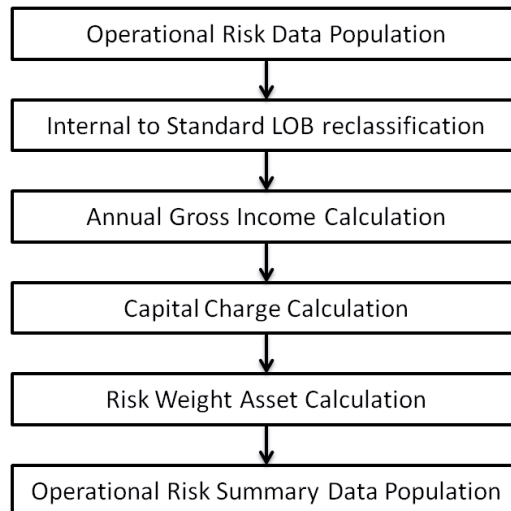 Operational Risk Data Population
Internal to Standard LOB reclassification
Annual Gross Income Calculation
Capital Charge Calculation
Risk Weight Asset Calculation
Operational Risk Summary Data Population